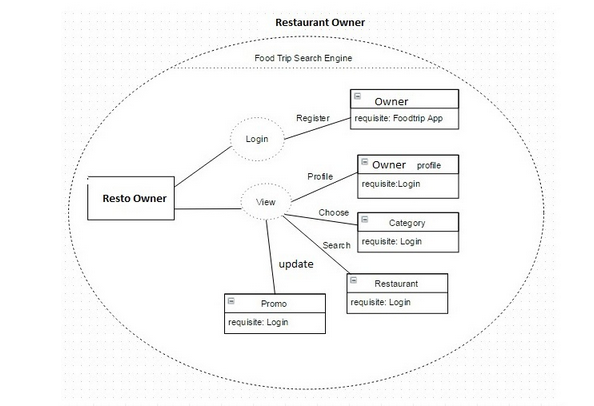 Restaurant Owner
Food Trip Search Engine
Owner
requisite: Foodtrip App
Register
Login
Owner profile
requisite:Login
Profile
Resto Owner
View
Choose
Category
requisite: Login
Search
update
Restaurant
requisite: Login
Promo
requisite: Login